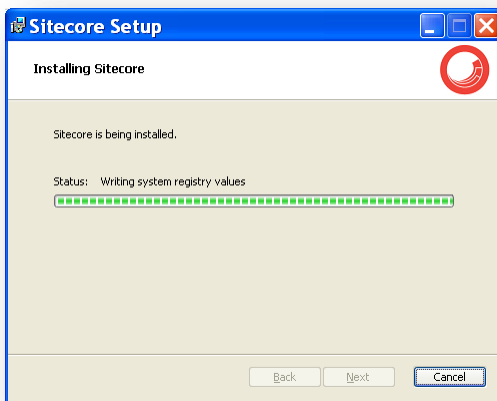 Sitecore Setup
Installing Sitecore
Sitecore is being installed.
Status: Writing system registry values
Back Next Cancel